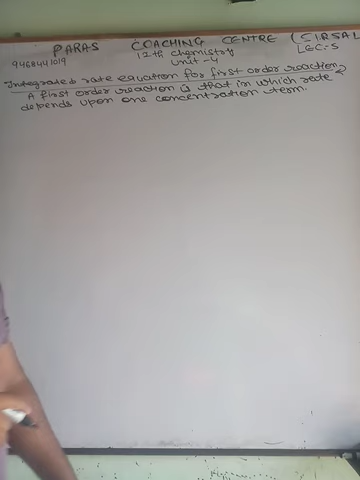 PARAS COACHING CENTRE (SIRSA)
9468441019 12th chemistry LEC-5
Unit-4
Integrated rate equation for first order reaction
A first order reaction is that in which rate
depends upon one concentration term.